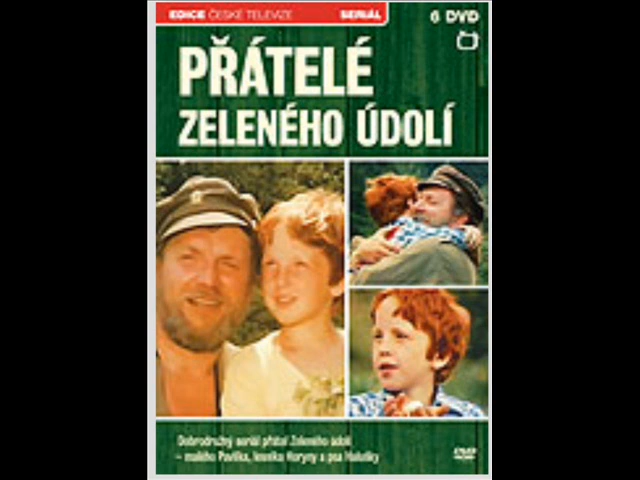 EDICE ČESKÉ TELEVIZE SERIÁL 6 DVD
PŘÁTELÉ
ZELENÉHO ÚDOLÍ
Dobrodružný seriál přátel Zeleného údolí
– malého Pavlíka, lesníka Horyny a psa Halušky
DVD